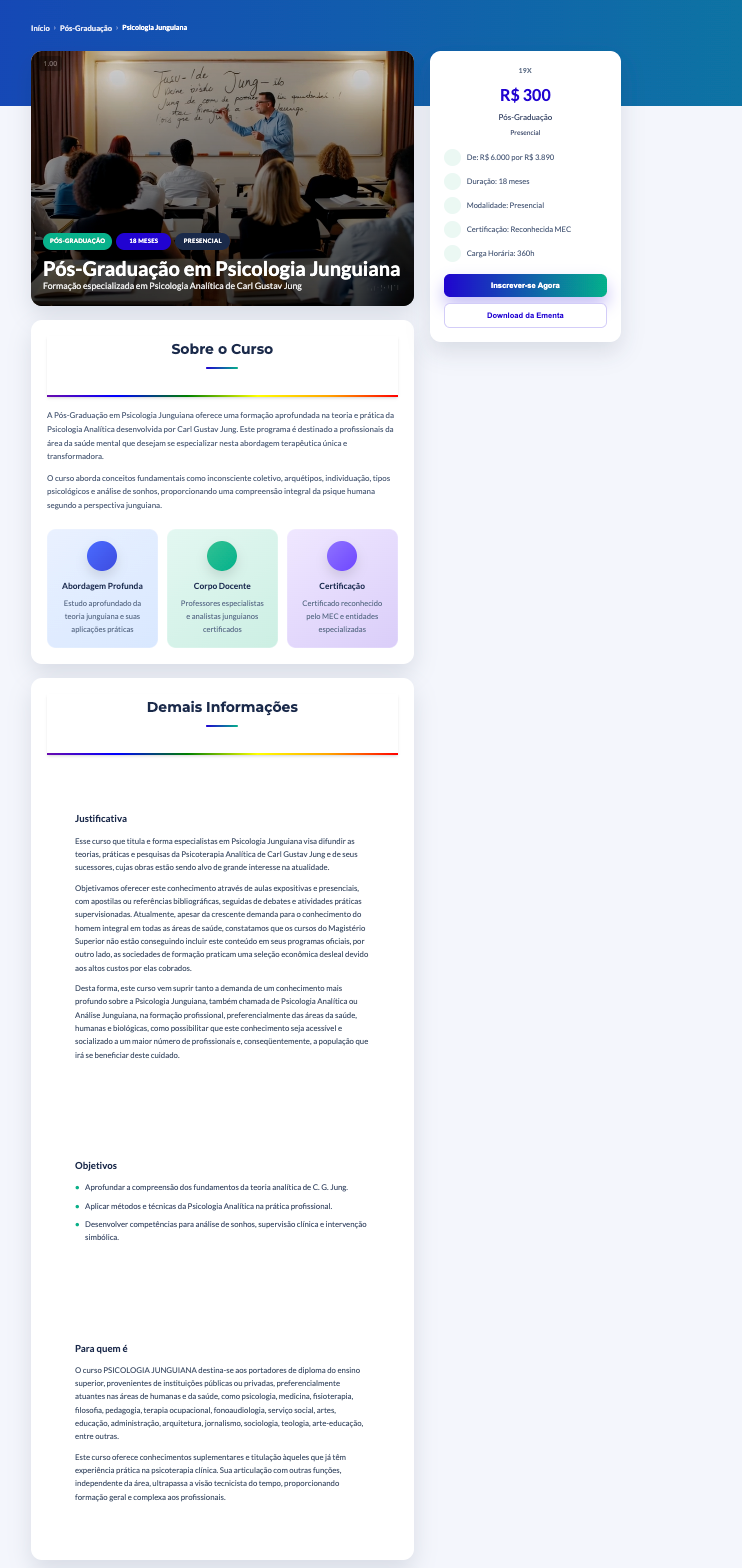 Início › Pós-Graduação › Psicologia Junguiana
1.00
Jung
PÓS-GRADUAÇÃO 18 MESES PRESENCIAL
Pós-Graduação em Psicologia Junguiana
Formação especializada em Psicologia Analítica de Carl Gustav Jung
19X
R$ 300
Pós-Graduação
Presencial
De: R$ 6.000 por R$ 3.890
Duração: 18 meses
Modalidade: Presencial
Certificação: Reconhecida MEC
Carga Horária: 360h
Inscrever-se Agora
Download da Ementa
Sobre o Curso
A Pós-Graduação em Psicologia Junguiana oferece uma formação aprofundada na teoria e prática da
Psicologia Analítica desenvolvida por Carl Gustav Jung. Este programa é destinado a profissionais da
área da saúde mental que desejam se especializar nesta abordagem terapêutica única e
transformadora.
O curso aborda conceitos fundamentais como inconsciente coletivo, arquétipos, individuação, tipos
psicológicos e análise de sonhos, proporcionando uma compreensão integral da psique humana
segundo a perspectiva junguiana.
Abordagem Profunda
Estudo aprofundado da
teoria junguiana e suas
aplicações práticas
Corpo Docente
Professores especialistas
e analistas junguianos
certificados
Certificação
Certificado reconhecido
pelo MEC e entidades
especializadas
Demais Informações
Justificativa
Esse curso que titula e forma especialistas em Psicologia Junguiana visa difundir as
teorias, práticas e pesquisas da Psicoterapia Analítica de Carl Gustav Jung e de seus
sucessores, cujas obras estão sendo alvo de grande interesse na atualidade.
Objetivamos oferecer este conhecimento através de aulas expositivas e presenciais,
com apostilas ou referências bibliográficas, seguidas de debates e atividades práticas
supervisionadas. Atualmente, apesar da crescente demanda para o conhecimento do
homem integral em todas as áreas de saúde, constatamos que os cursos do Magistério
Superior não estão conseguindo incluir este conteúdo em seus programas oficiais, por
outro lado, as sociedades de formação praticam uma seleção econômica desleal devido
aos altos custos por elas cobrados.
Desta forma, este curso vem suprir tanto a demanda de um conhecimento mais
profundo sobre a Psicologia Junguiana, também chamada de Psicologia Analítica ou
Análise Junguiana, na formação profissional, preferencialmente das áreas da saúde,
humanas e biológicas, como possibilitar que este conhecimento seja acessível e
socializado a um maior número de profissionais e, conseqüentemente, a população que
irá se beneficiar deste cuidado.
Objetivos
• Aprofundar a compreensão dos fundamentos da teoria analítica de C. G. Jung.
• Aplicar métodos e técnicas da Psicologia Analítica na prática profissional.
• Desenvolver competências para análise de sonhos, supervisão clínica e intervenção
simbólica.
Para quem é
O curso PSICOLOGIA JUNGUIANA destina-se aos portadores de diploma do ensino
superior, provenientes de instituições públicas ou privadas, preferencialmente
atuantes nas áreas de humanas e da saúde, como psicologia, medicina, fisioterapia,
filosofia, pedagogia, terapia ocupacional, fonoaudiologia, serviço social, artes,
educação, administração, arquitetura, jornalismo, sociologia, teologia, arte-educação,
entre outras.
Este curso oferece conhecimentos suplementares e titulação àqueles que já têm
experiência prática na psicoterapia clínica. Sua articulação com outras funções,
independente da área, ultrapassa a visão tecnicista do tempo, proporcionando
formação geral e complexa aos profissionais.